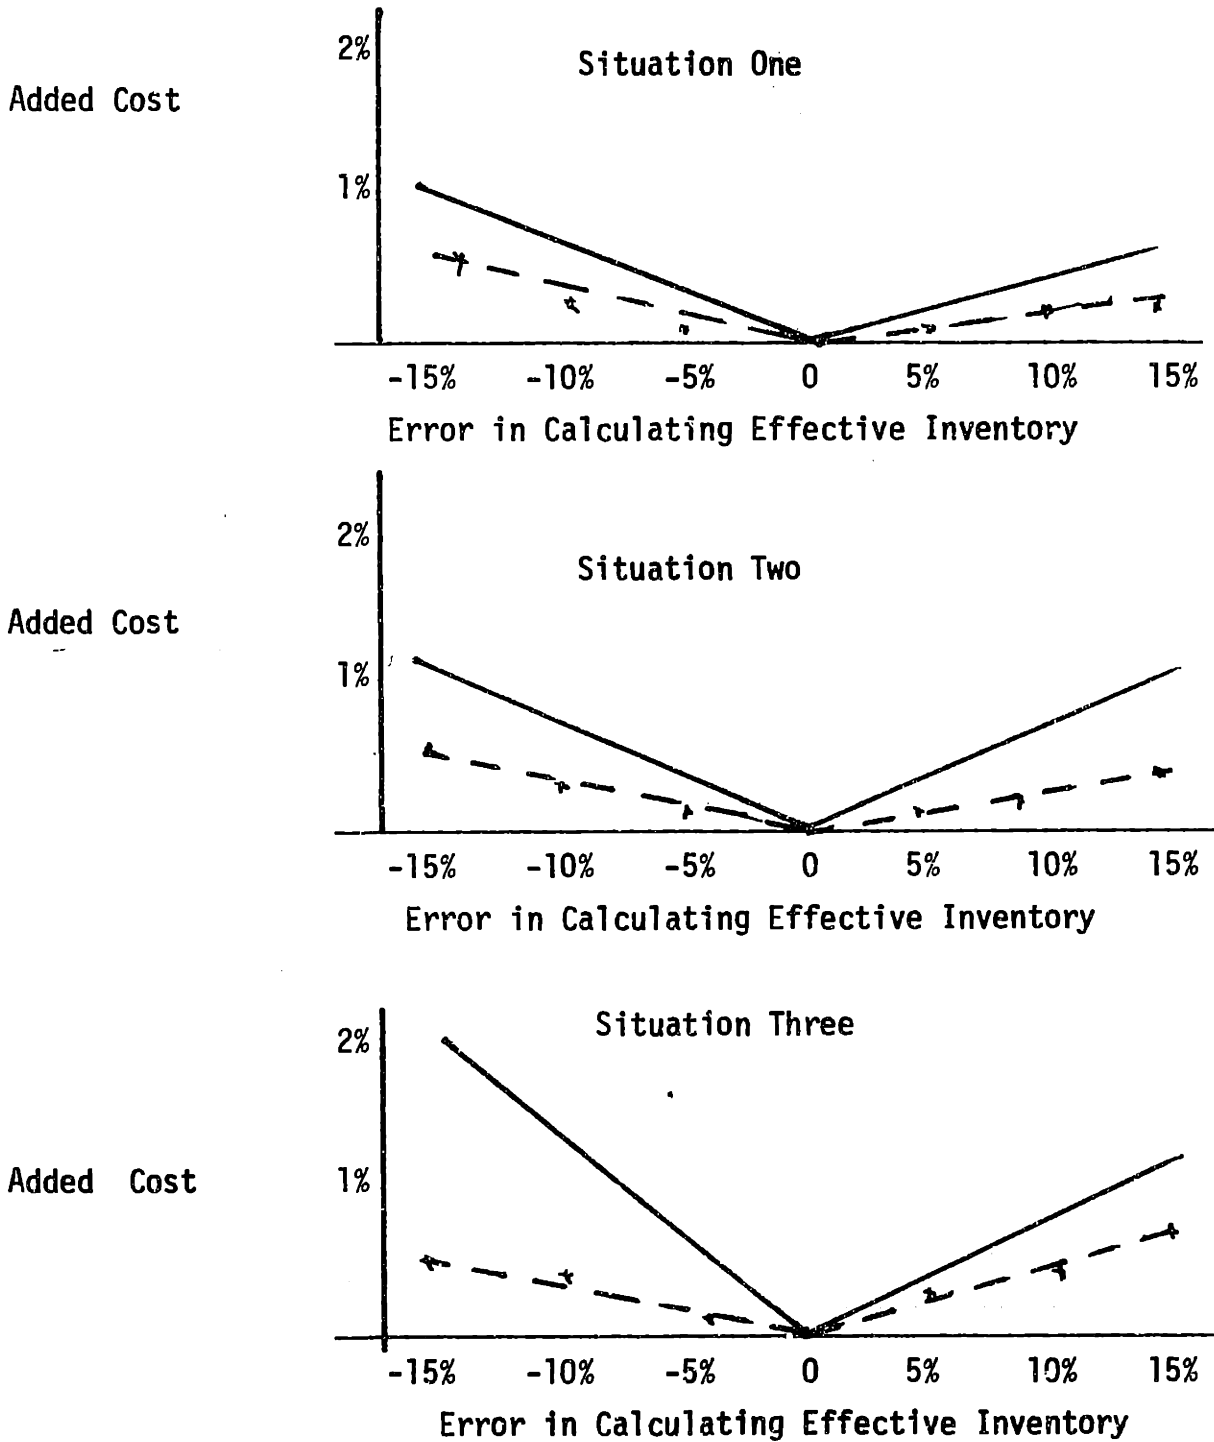 2%
Situation One
Added Cost
1%
-15% -10% -5% 0 5% 10% 15%
Error in Calculating Effective Inventory
2%
Situation Two
Added Cost
1%
-15% -10% -5% 0 5% 10% 15%
Error in Calculating Effective Inventory
Situation Three
2%
Added Cost
1%
-15% -10% -5% 0 5% 10% 15%
Error in Calculating Effective Inventory